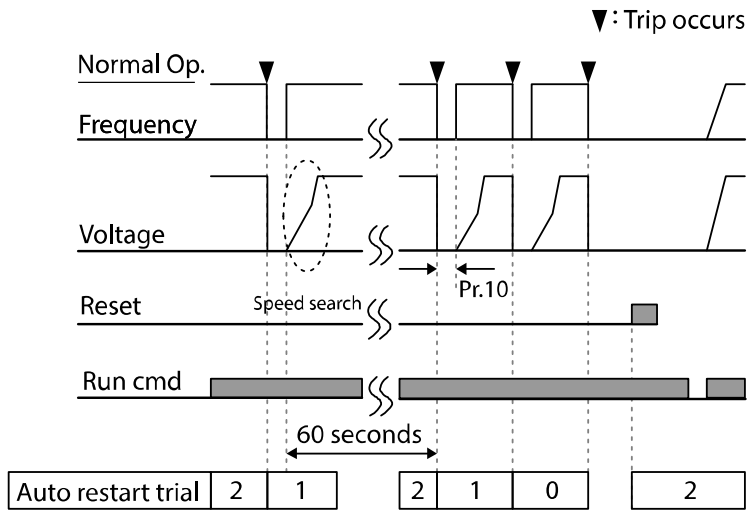 ▼: Trip occurs
Normal Op.
Frequency
Voltage
Pr.10
Reset
Speed search
Run cmd
60 seconds
Auto restart trial 2 1 2 1 0 2